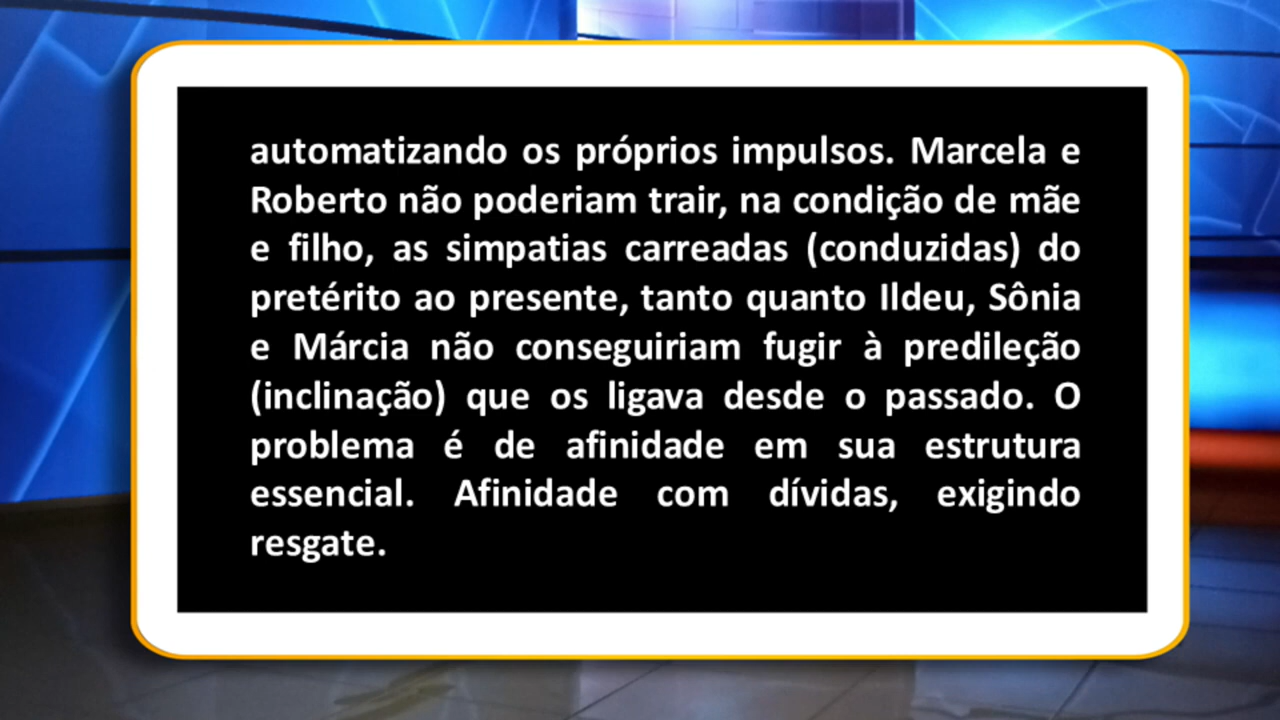 automatizando os próprios impulsos. Marcela e
Roberto não poderiam trair, na condição de mãe
e filho, as simpatias carreadas (conduzidas) do
pretérito ao presente, tanto quanto Ildeu, Sônia
e Márcia não conseguiriam fugir à predileção
(inclinação) que os ligava desde o passado. O
problema é de afinidade em sua estrutura
essencial. Afinidade com dívidas, exigindo
resgate.